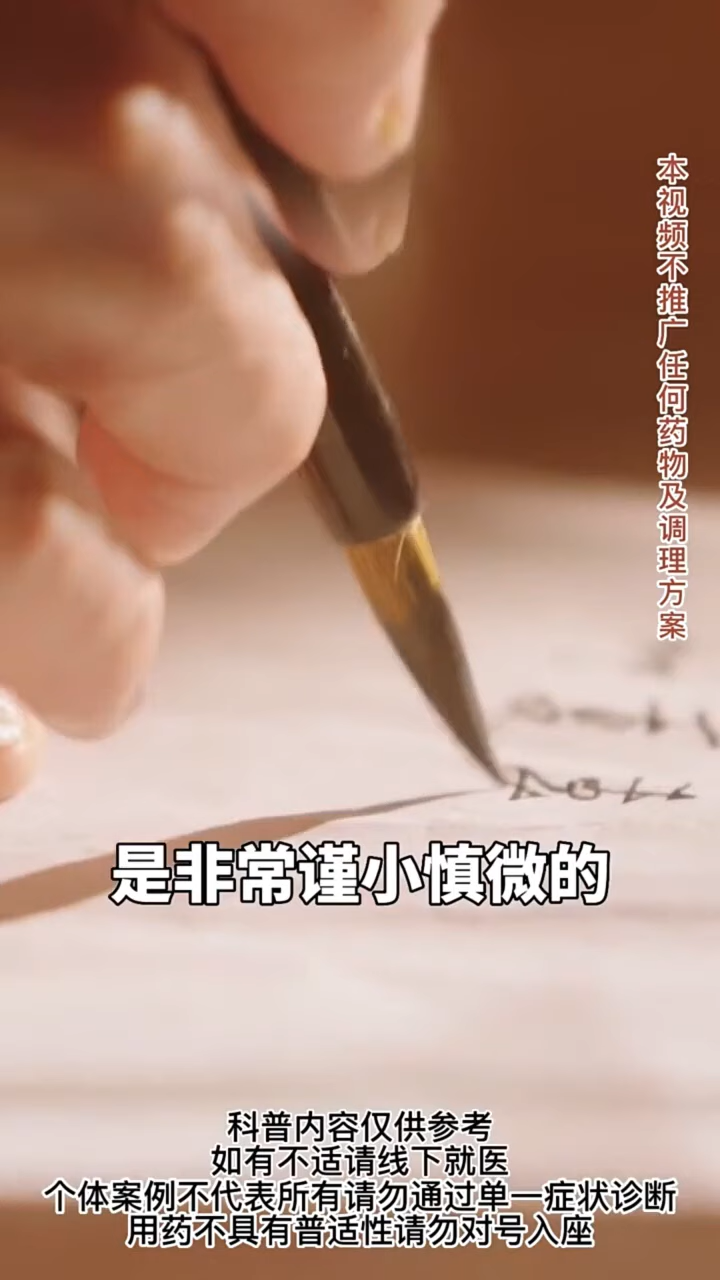 本视频不推广任何药物及调理方案
是非常谨小慎微的
科普内容仅供参考
如有不适请线下就医
个体案例不代表所有请勿通过单一症状诊断
用药不具有普适性请勿对号入座